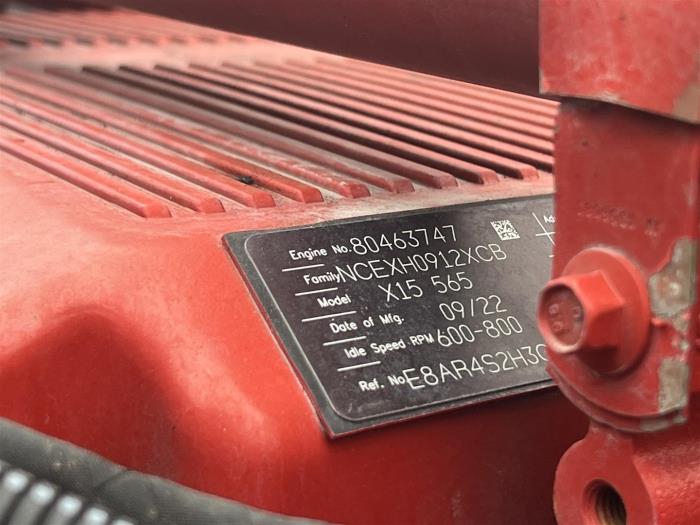 Engine No. 80463747
Family NCEXH0912XCB
Model X15 565
Date of Mfg. 09/22
Idle Speed RPM 600-800
Ref. No. E8AR4S2H3